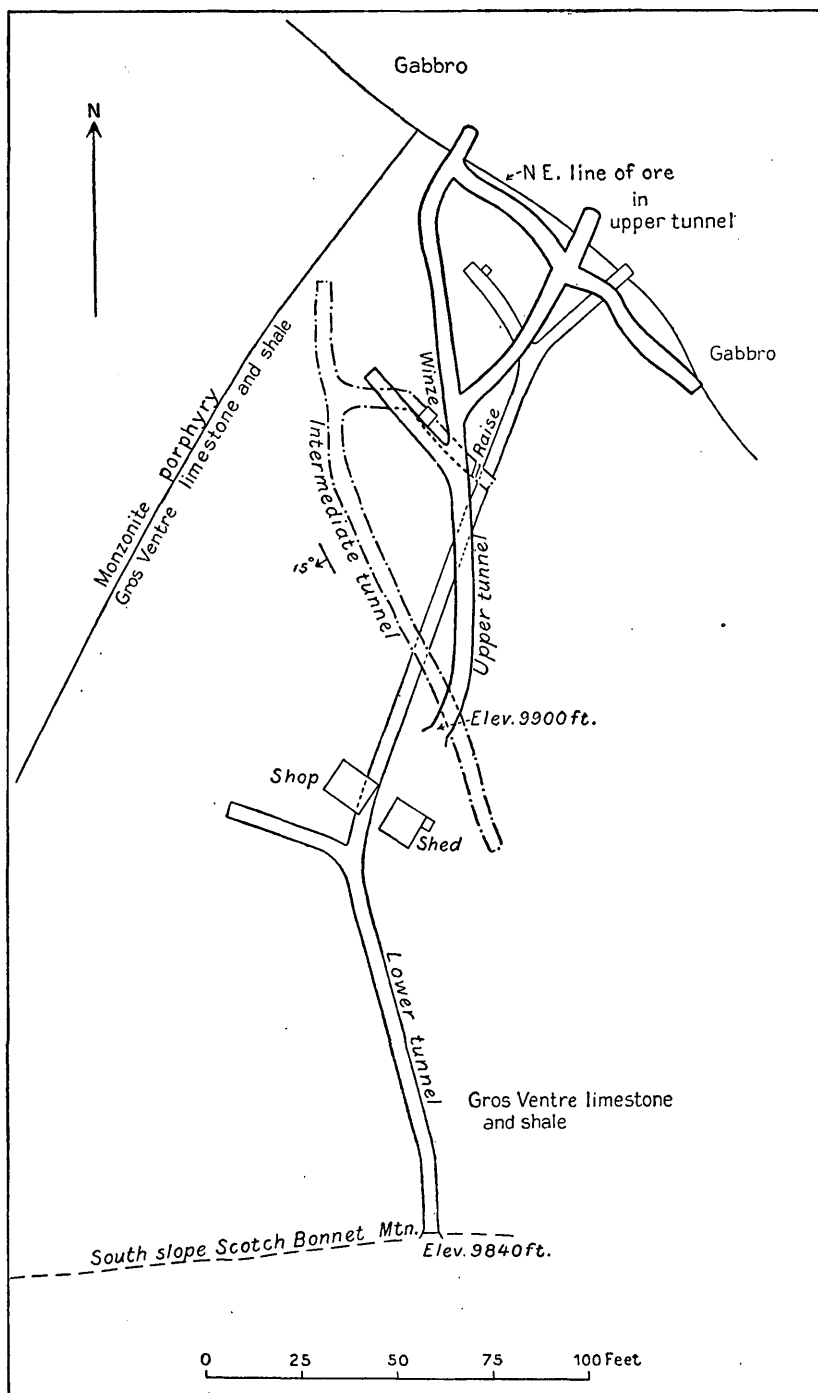 Gabbro
N
N E. line of ore
in
upper tunnel
Gabbro
Monzonite porphyry
Gros Ventre limestone and shale
Winze
Raise
Intermediate tunnel
15°
Upper tunnel
Elev. 9900 ft.
Shop
Shed
Lower tunnel
Gros Ventre limestone
and shale
South slope Scotch Bonnet Mtn.
Elev. 9840 ft.
0 25 50 75 100 Feet